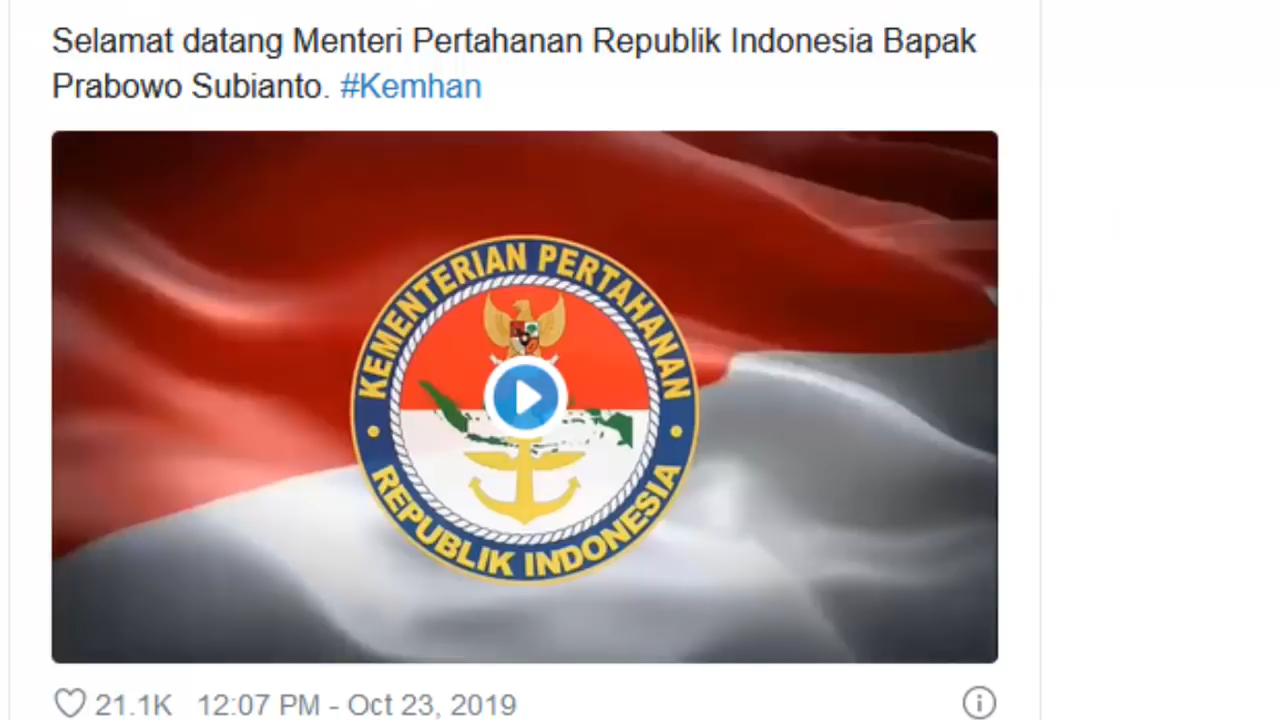 Selamat datang Menteri Pertahanan Republik Indonesia Bapak
Prabowo Subianto. #Kemhan
KEMENTERIAN PERTAHANAN
REPUBLIK INDONESIA
21.1K 12:07 PM - Oct 23, 2019